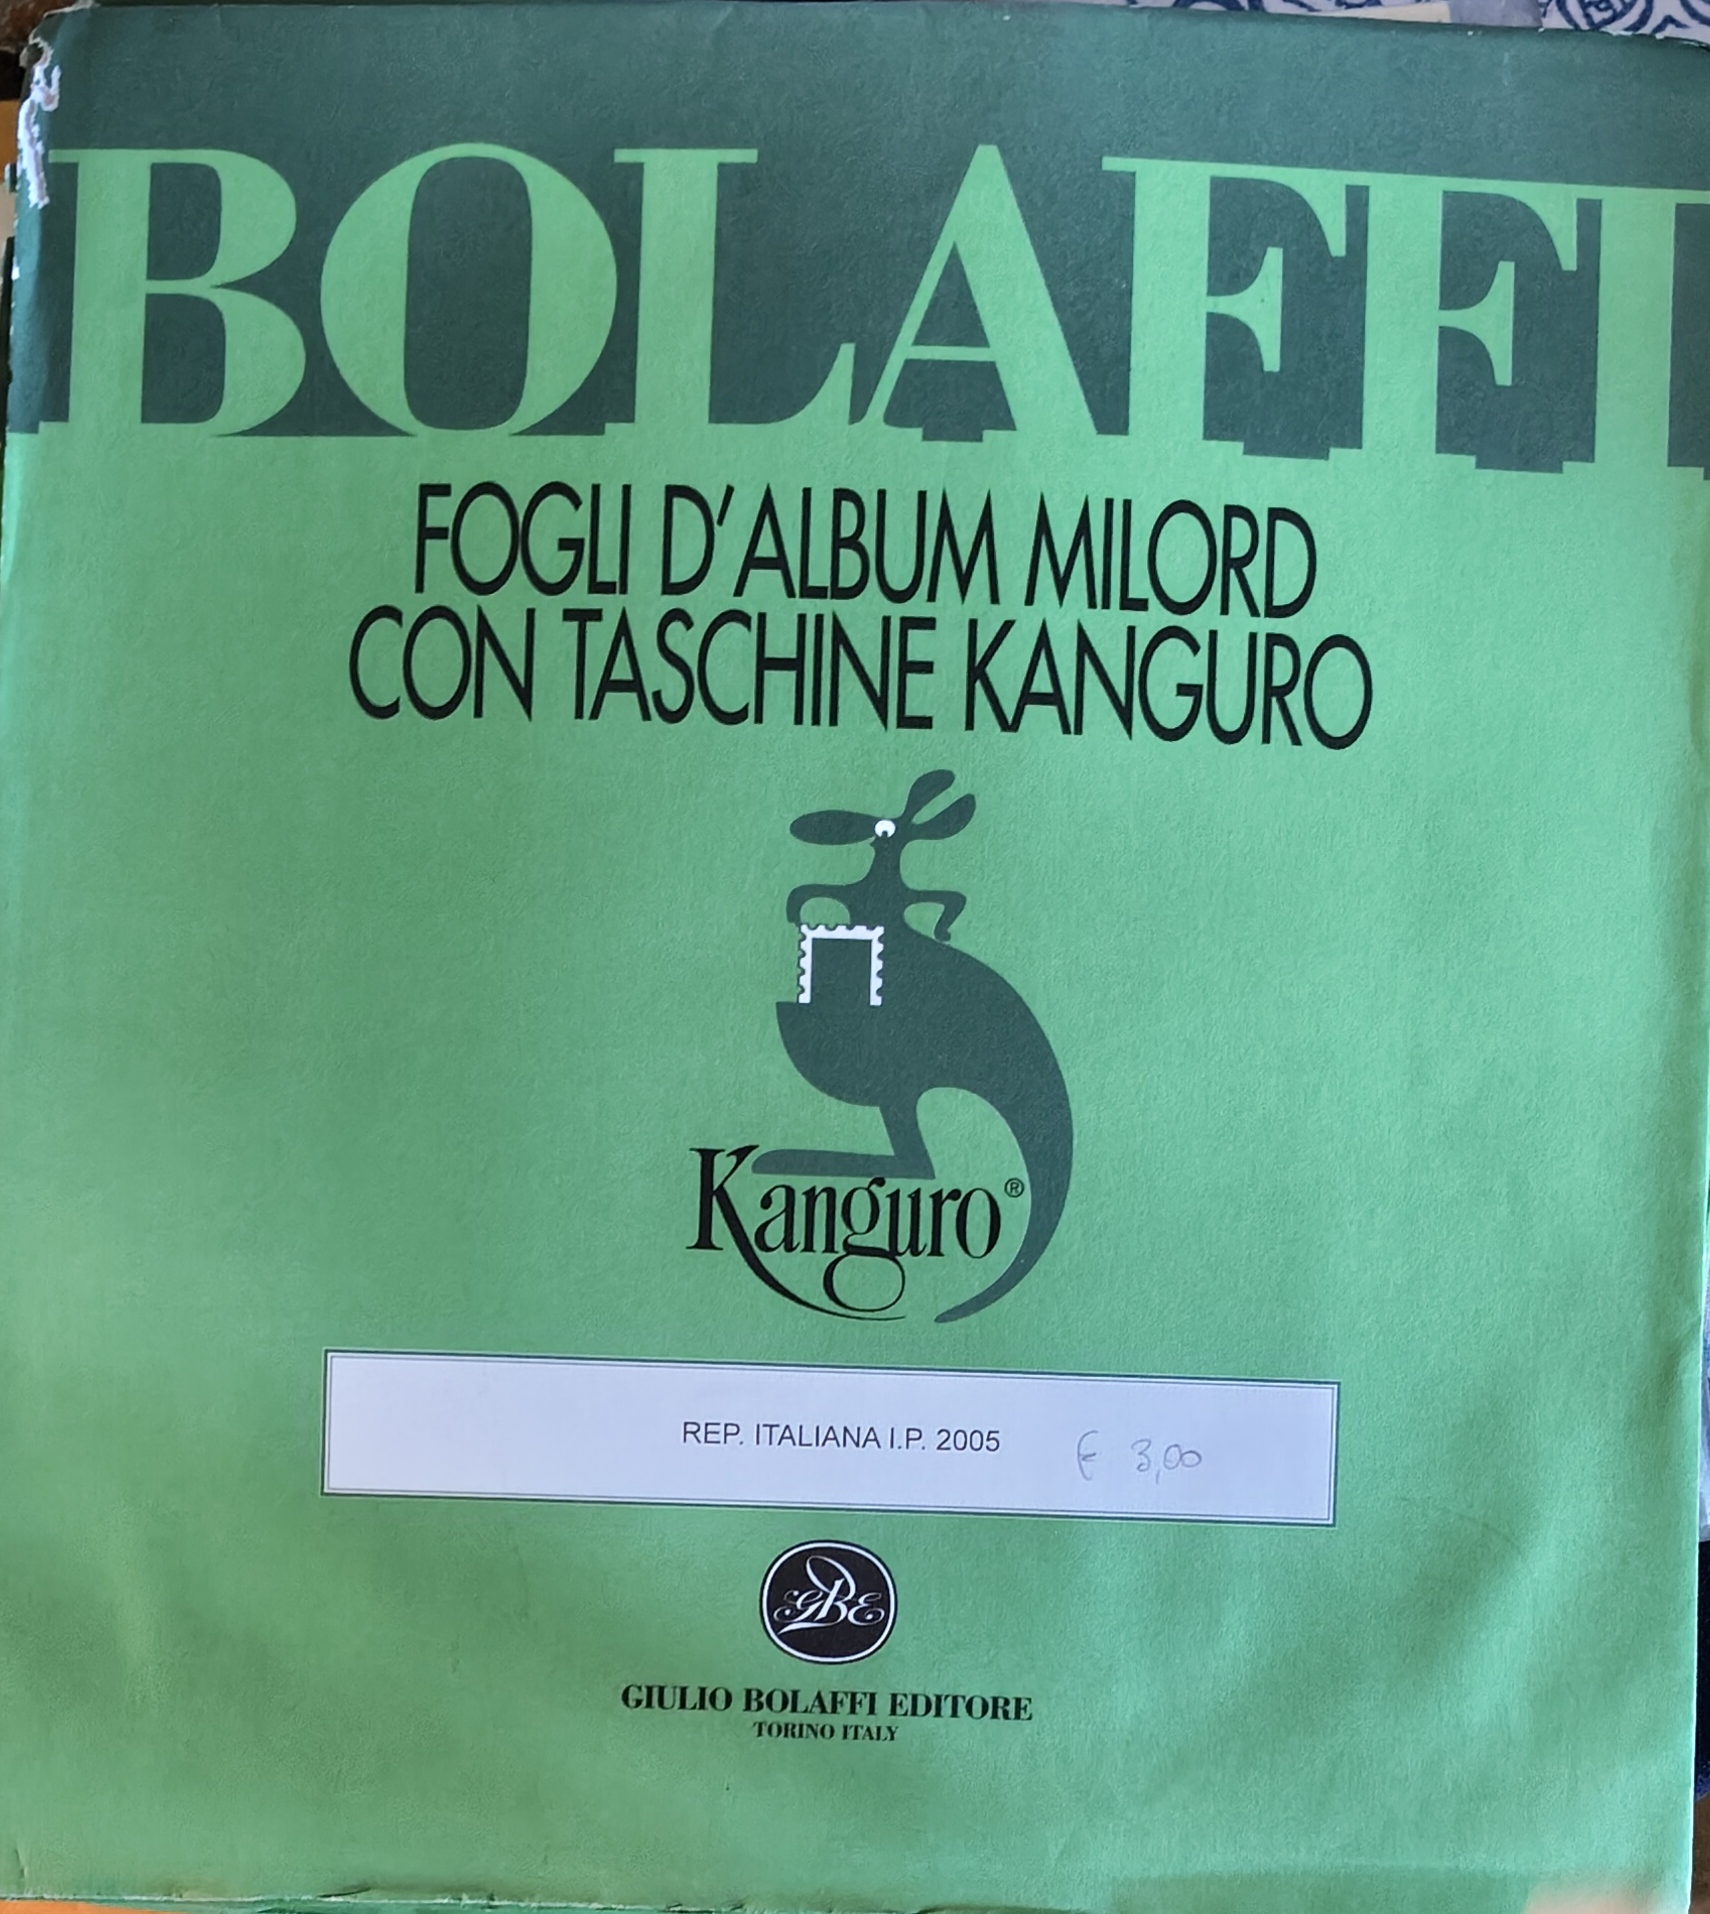 BOLAFFI
FOGLI D'ALBUM MILORD
CON TASCHINE KANGURO
Kanguro®
REP. ITALIANA I.P. 2005 € 3,00
GBE
GIULIO BOLAFFI EDITORE
TORINO ITALY